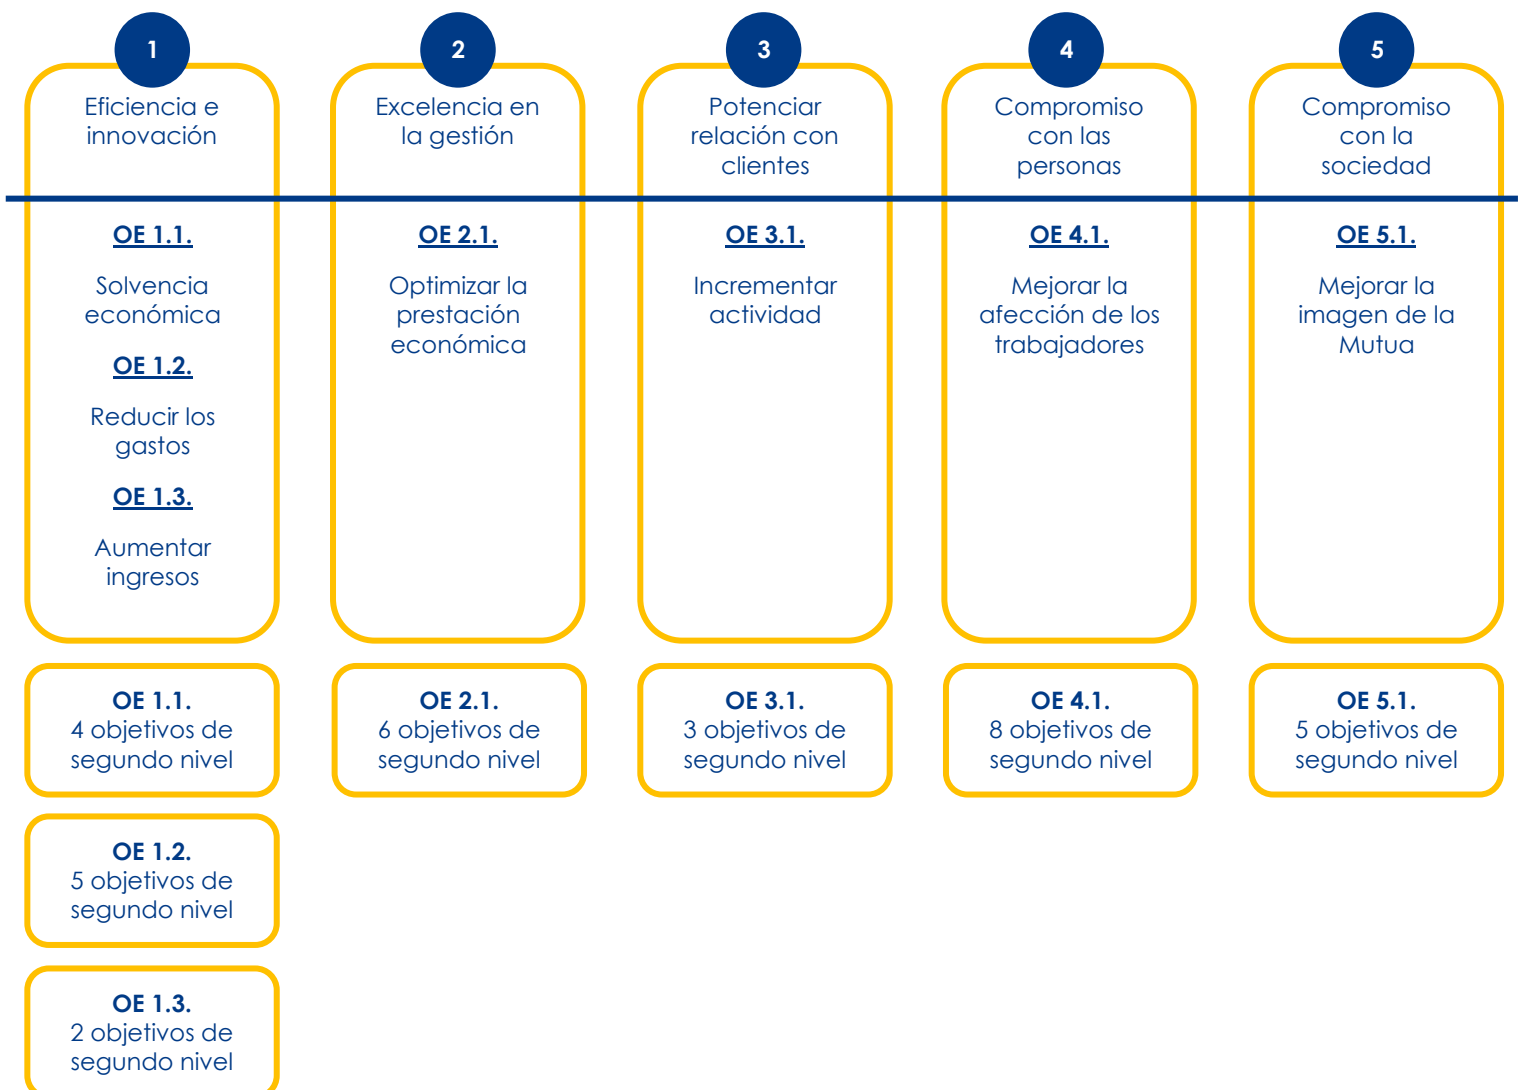 1
Eficiencia e
innovación
OE 1.1.
Solvencia
económica
OE 1.2.
Reducir los
gastos
OE 1.3.
Aumentar
ingresos
2
Excelencia en
la gestión
OE 2.1.
Optimizar la
prestación
económica
3
Potenciar
relación con
clientes
OE 3.1.
Incrementar
actividad
4
Compromiso
con las
personas
OE 4.1.
Mejorar la
afección de los
trabajadores
5
Compromiso
con la
sociedad
OE 5.1.
Mejorar la
imagen de la
Mutua
OE 1.1.
4 objetivos de
segundo nivel
OE 2.1.
6 objetivos de
segundo nivel
OE 3.1.
3 objetivos de
segundo nivel
OE 4.1.
8 objetivos de
segundo nivel
OE 5.1.
5 objetivos de
segundo nivel
OE 1.2.
5 objetivos de
segundo nivel
OE 1.3.
2 objetivos de
segundo nivel